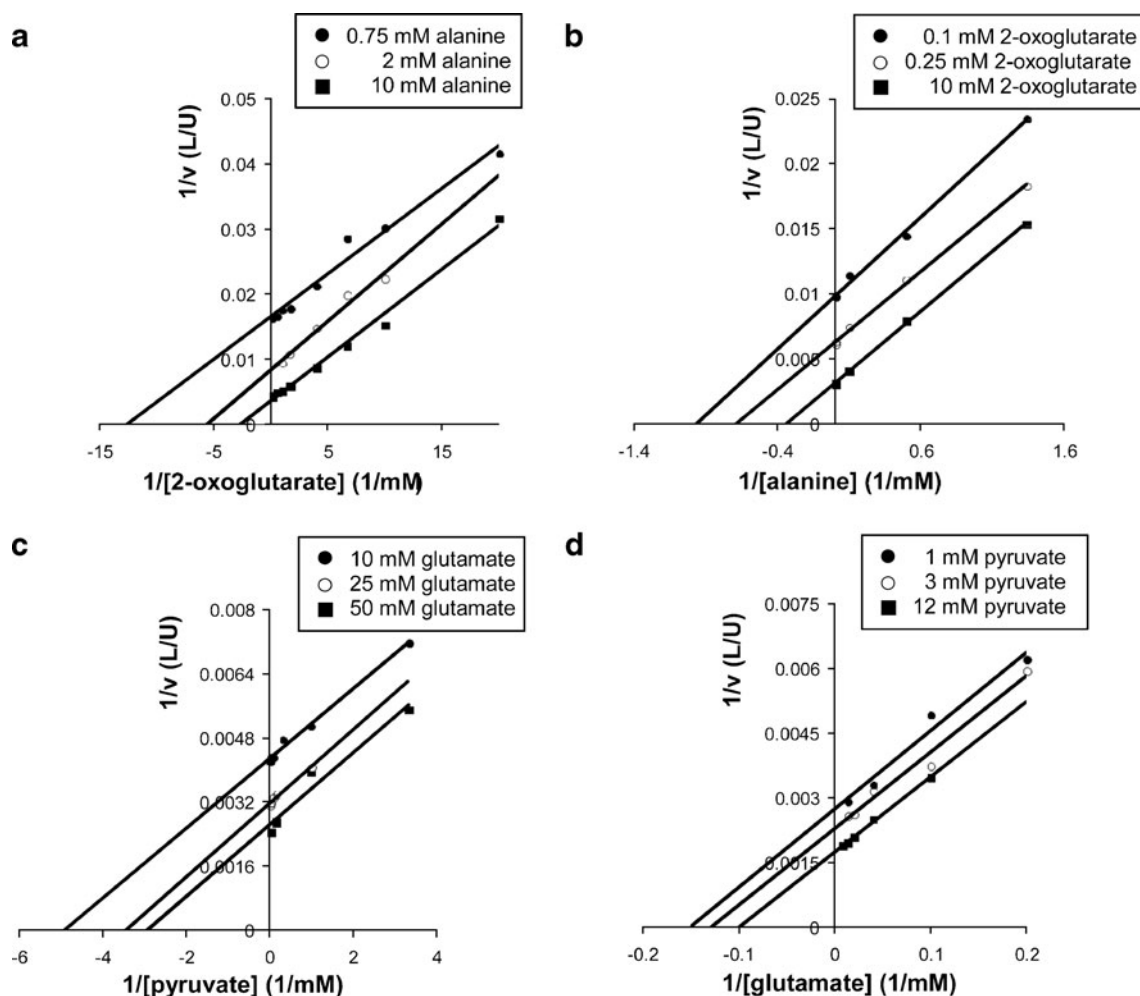 a
0.75 mM alanine
2 mM alanine
10 mM alanine
1/v (L/U)
0.05
0.04
0.03
0.02
0.01
0
-15
-5
5
15
1/[2-oxoglutarate] (1/mM)
b
0.1 mM 2-oxoglutarate
0.25 mM 2-oxoglutarate
10 mM 2-oxoglutarate
1/v (L/U)
0.025
0.02
0.015
0.01
0.005
0
-1.4
-0.4
0.6
1.6
1/[alanine] (1/mM)
c
10 mM glutamate
25 mM glutamate
50 mM glutamate
1/v (L/U)
0.008
0.0064
0.0048
0.0032
0.0016
0
-6
-4
-2
0
2
4
1/[pyruvate] (1/mM)
d
1 mM pyruvate
3 mM pyruvate
12 mM pyruvate
1/v (L/U)
0.0075
0.006
0.0045
0.003
0.0015
0
-0.2
-0.1
0
0.1
0.2
1/[glutamate] (1/mM)